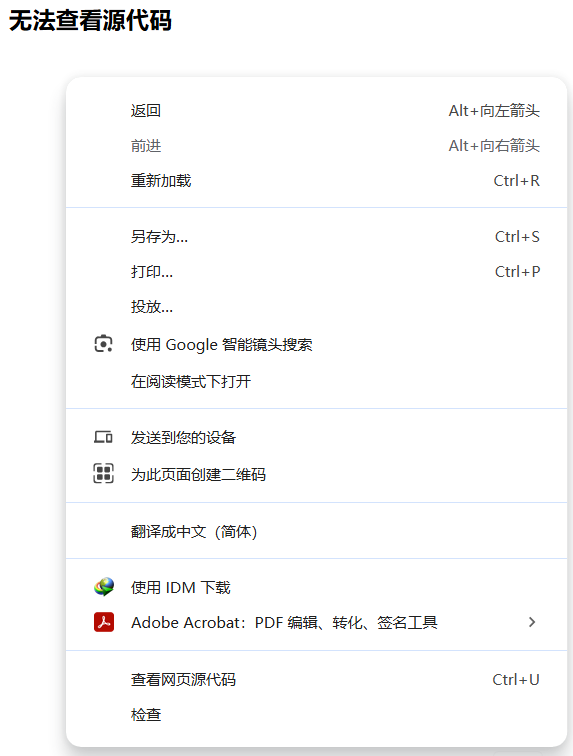 无法查看源代码
返回 Alt+向左箭头
前进 Alt+向右箭头
重新加载 Ctrl+R
另存为... Ctrl+S
打印... Ctrl+P
投放...
使用 Google 智能镜头搜索
在阅读模式下打开
发送到您的设备
为此页面创建二维码
翻译成中文（简体）
使用 IDM 下载
Adobe Acrobat：PDF 编辑、转化、签名工具
查看网页源代码 Ctrl+U
检查